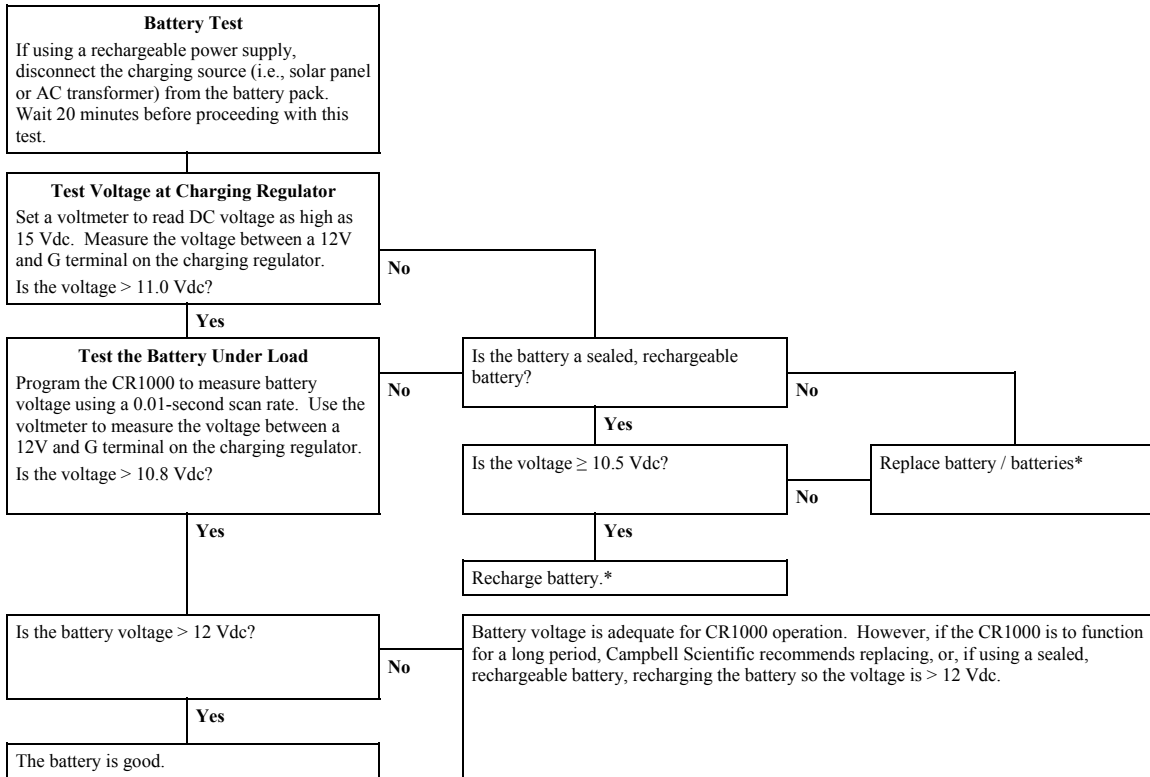 Battery Test
If using a rechargeable power supply,
disconnect the charging source (i.e., solar panel
or AC transformer) from the battery pack.
Wait 20 minutes before proceeding with this
test.
Test Voltage at Charging Regulator
Set a voltmeter to read DC voltage as high as
15 Vdc. Measure the voltage between a 12V
and G terminal on the charging regulator.
Is the voltage > 11.0 Vdc?
No
Yes
Test the Battery Under Load
Program the CR1000 to measure battery
voltage using a 0.01-second scan rate. Use the
voltmeter to measure the voltage between a
12V and G terminal on the charging regulator.
Is the voltage > 10.8 Vdc?
No
Is the battery a sealed, rechargeable
battery?
No
Yes
Is the voltage ≥ 10.5 Vdc?
No
Replace battery / batteries*
Yes
Yes
Recharge battery.*
Is the battery voltage > 12 Vdc?
No
Battery voltage is adequate for CR1000 operation. However, if the CR1000 is to function
for a long period, Campbell Scientific recommends replacing, or, if using a sealed,
rechargeable battery, recharging the battery so the voltage is > 12 Vdc.
Yes
The battery is good.